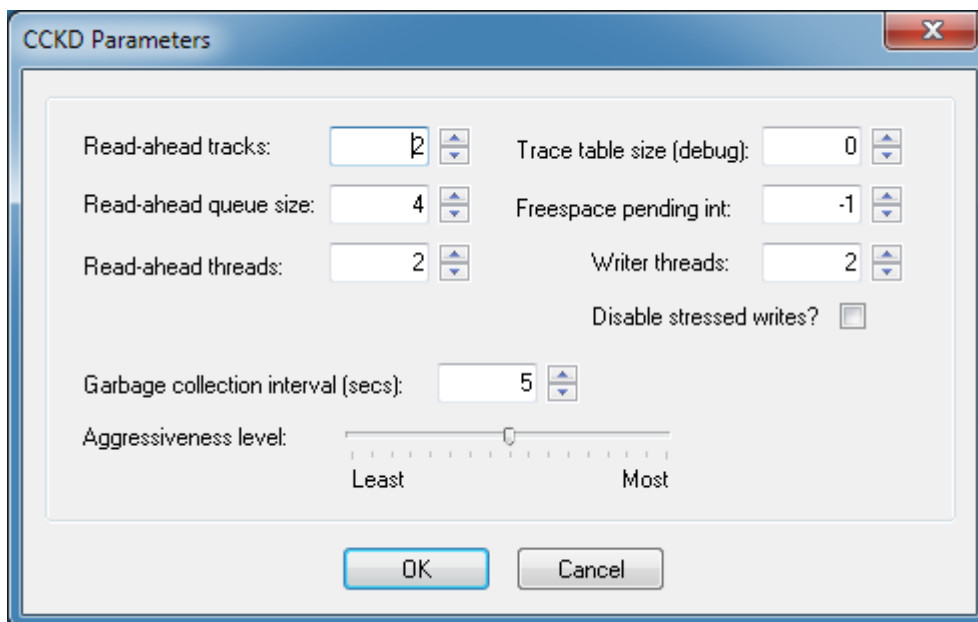 CCKD Parameters
Read-ahead tracks: 2 Trace table size (debug): 0
Read-ahead queue size: 4 Freespace pending int: -1
Read-ahead threads: 2 Writer threads: 2
Disable stressed writes?
Garbage collection interval (secs): 5
Aggressiveness level:
Least Most
OK Cancel